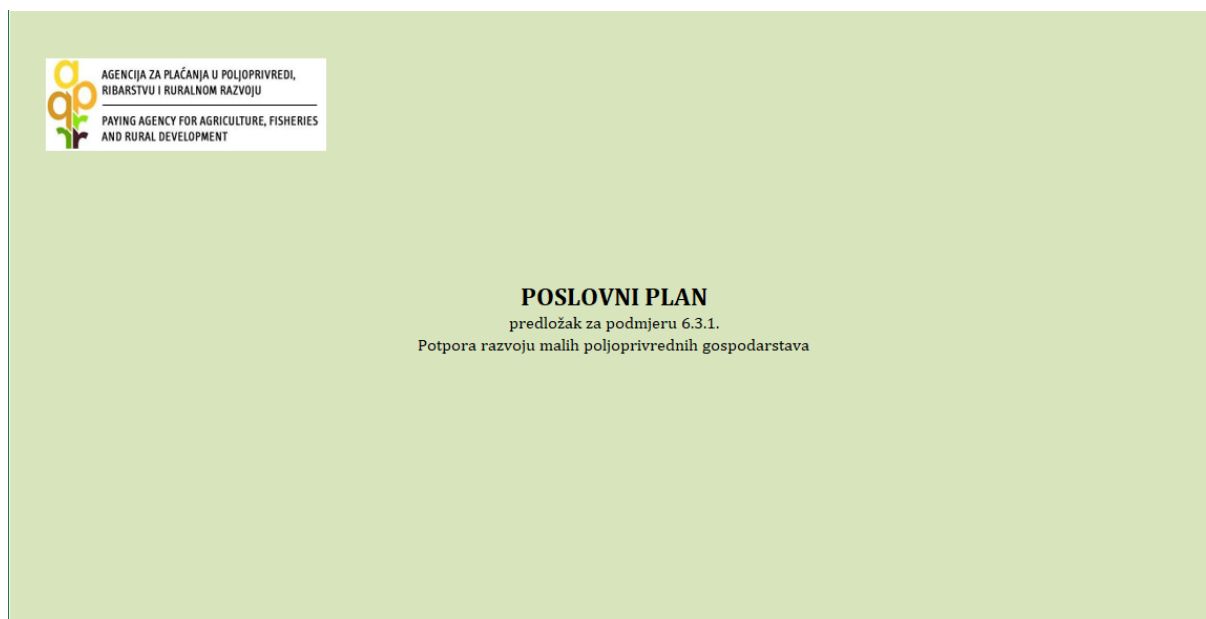 AGENCIJA ZA PLAĆANJA U POLJOPRIVREDI,
RIBARSTVU I RURALNOM RAZVOJU
PAYING AGENCY FOR AGRICULTURE, FISHERIES
AND RURAL DEVELOPMENT
POSLOVNI PLAN
predložak za podmjeru 6.3.1.
Potpora razvoju malih poljoprivrednih gospodarstava